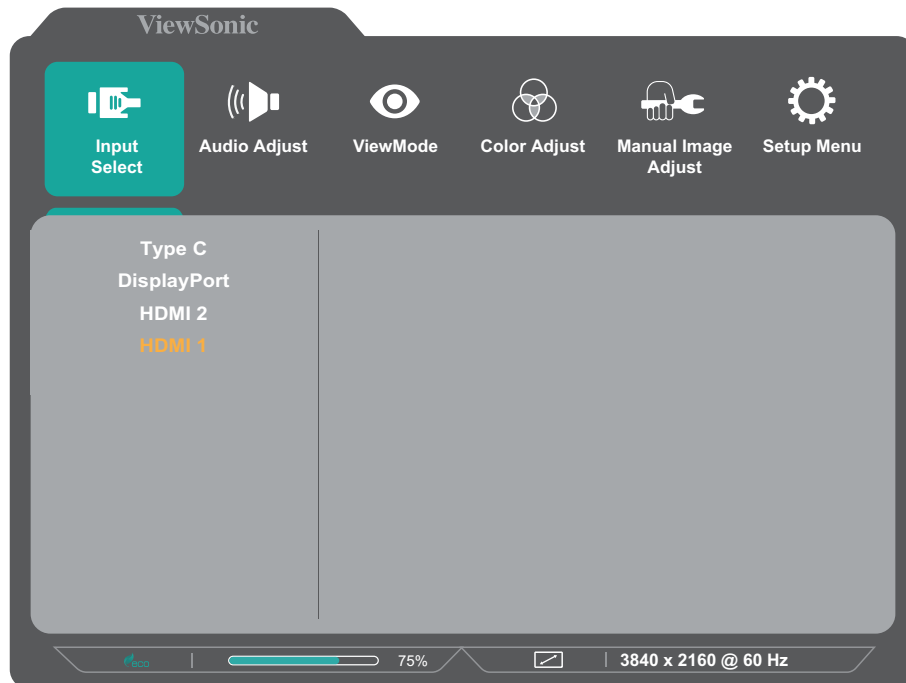 ViewSonic
Input
Select
Audio Adjust
ViewMode
Color Adjust
Manual Image
Adjust
Setup Menu
Type C
DisplayPort
HDMI 2
HDMI 1
eco
75%
3840 x 2160 @ 60 Hz